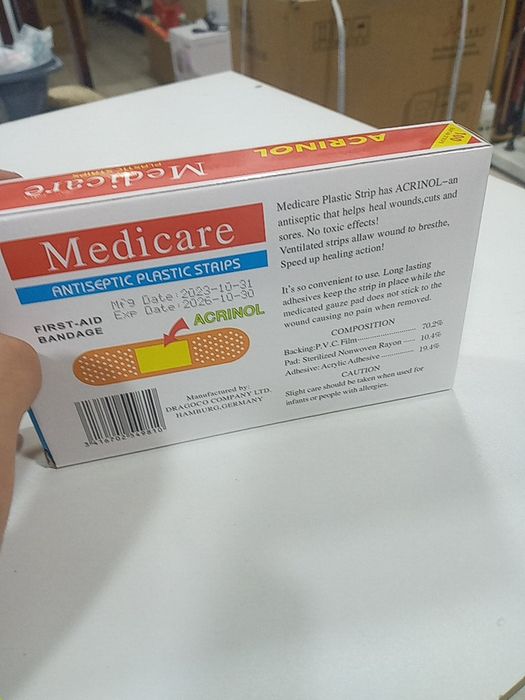 100
ACRINOL
Medicare
PLASTIC STRIPS
Medicare
ANTISEPTIC PLASTIC STRIPS
Mfg Date:2023-10-31
Exp Date:2026-10-30
FIRST-AID
BANDAGE
ACRINOL
Manufactured by:
DRAGOCO COMPANY LTD.
HAMBURG,GERMANY
Medicare Plastic Strip has ACRINOL-an
antiseptic that helps heal wounds,cuts and
sores. No toxic effects!
Ventilated strips allaw wound to bresthe,
Speed up healing action!
It's so convenient to use. Long lasting
adhesives keep the strip in place while the
medicated gauze pad does not stick to the
wound causing no pain when removed.
COMPOSITION
Backing:P.V.C.Film 70.2%
Pad: Sterilized Nonwoven Rayon 10.4%
Adhesive: Acrylic Adhesive 19.4%
CAUTION
Slight care should be taken when used for
infants or people with allergies.